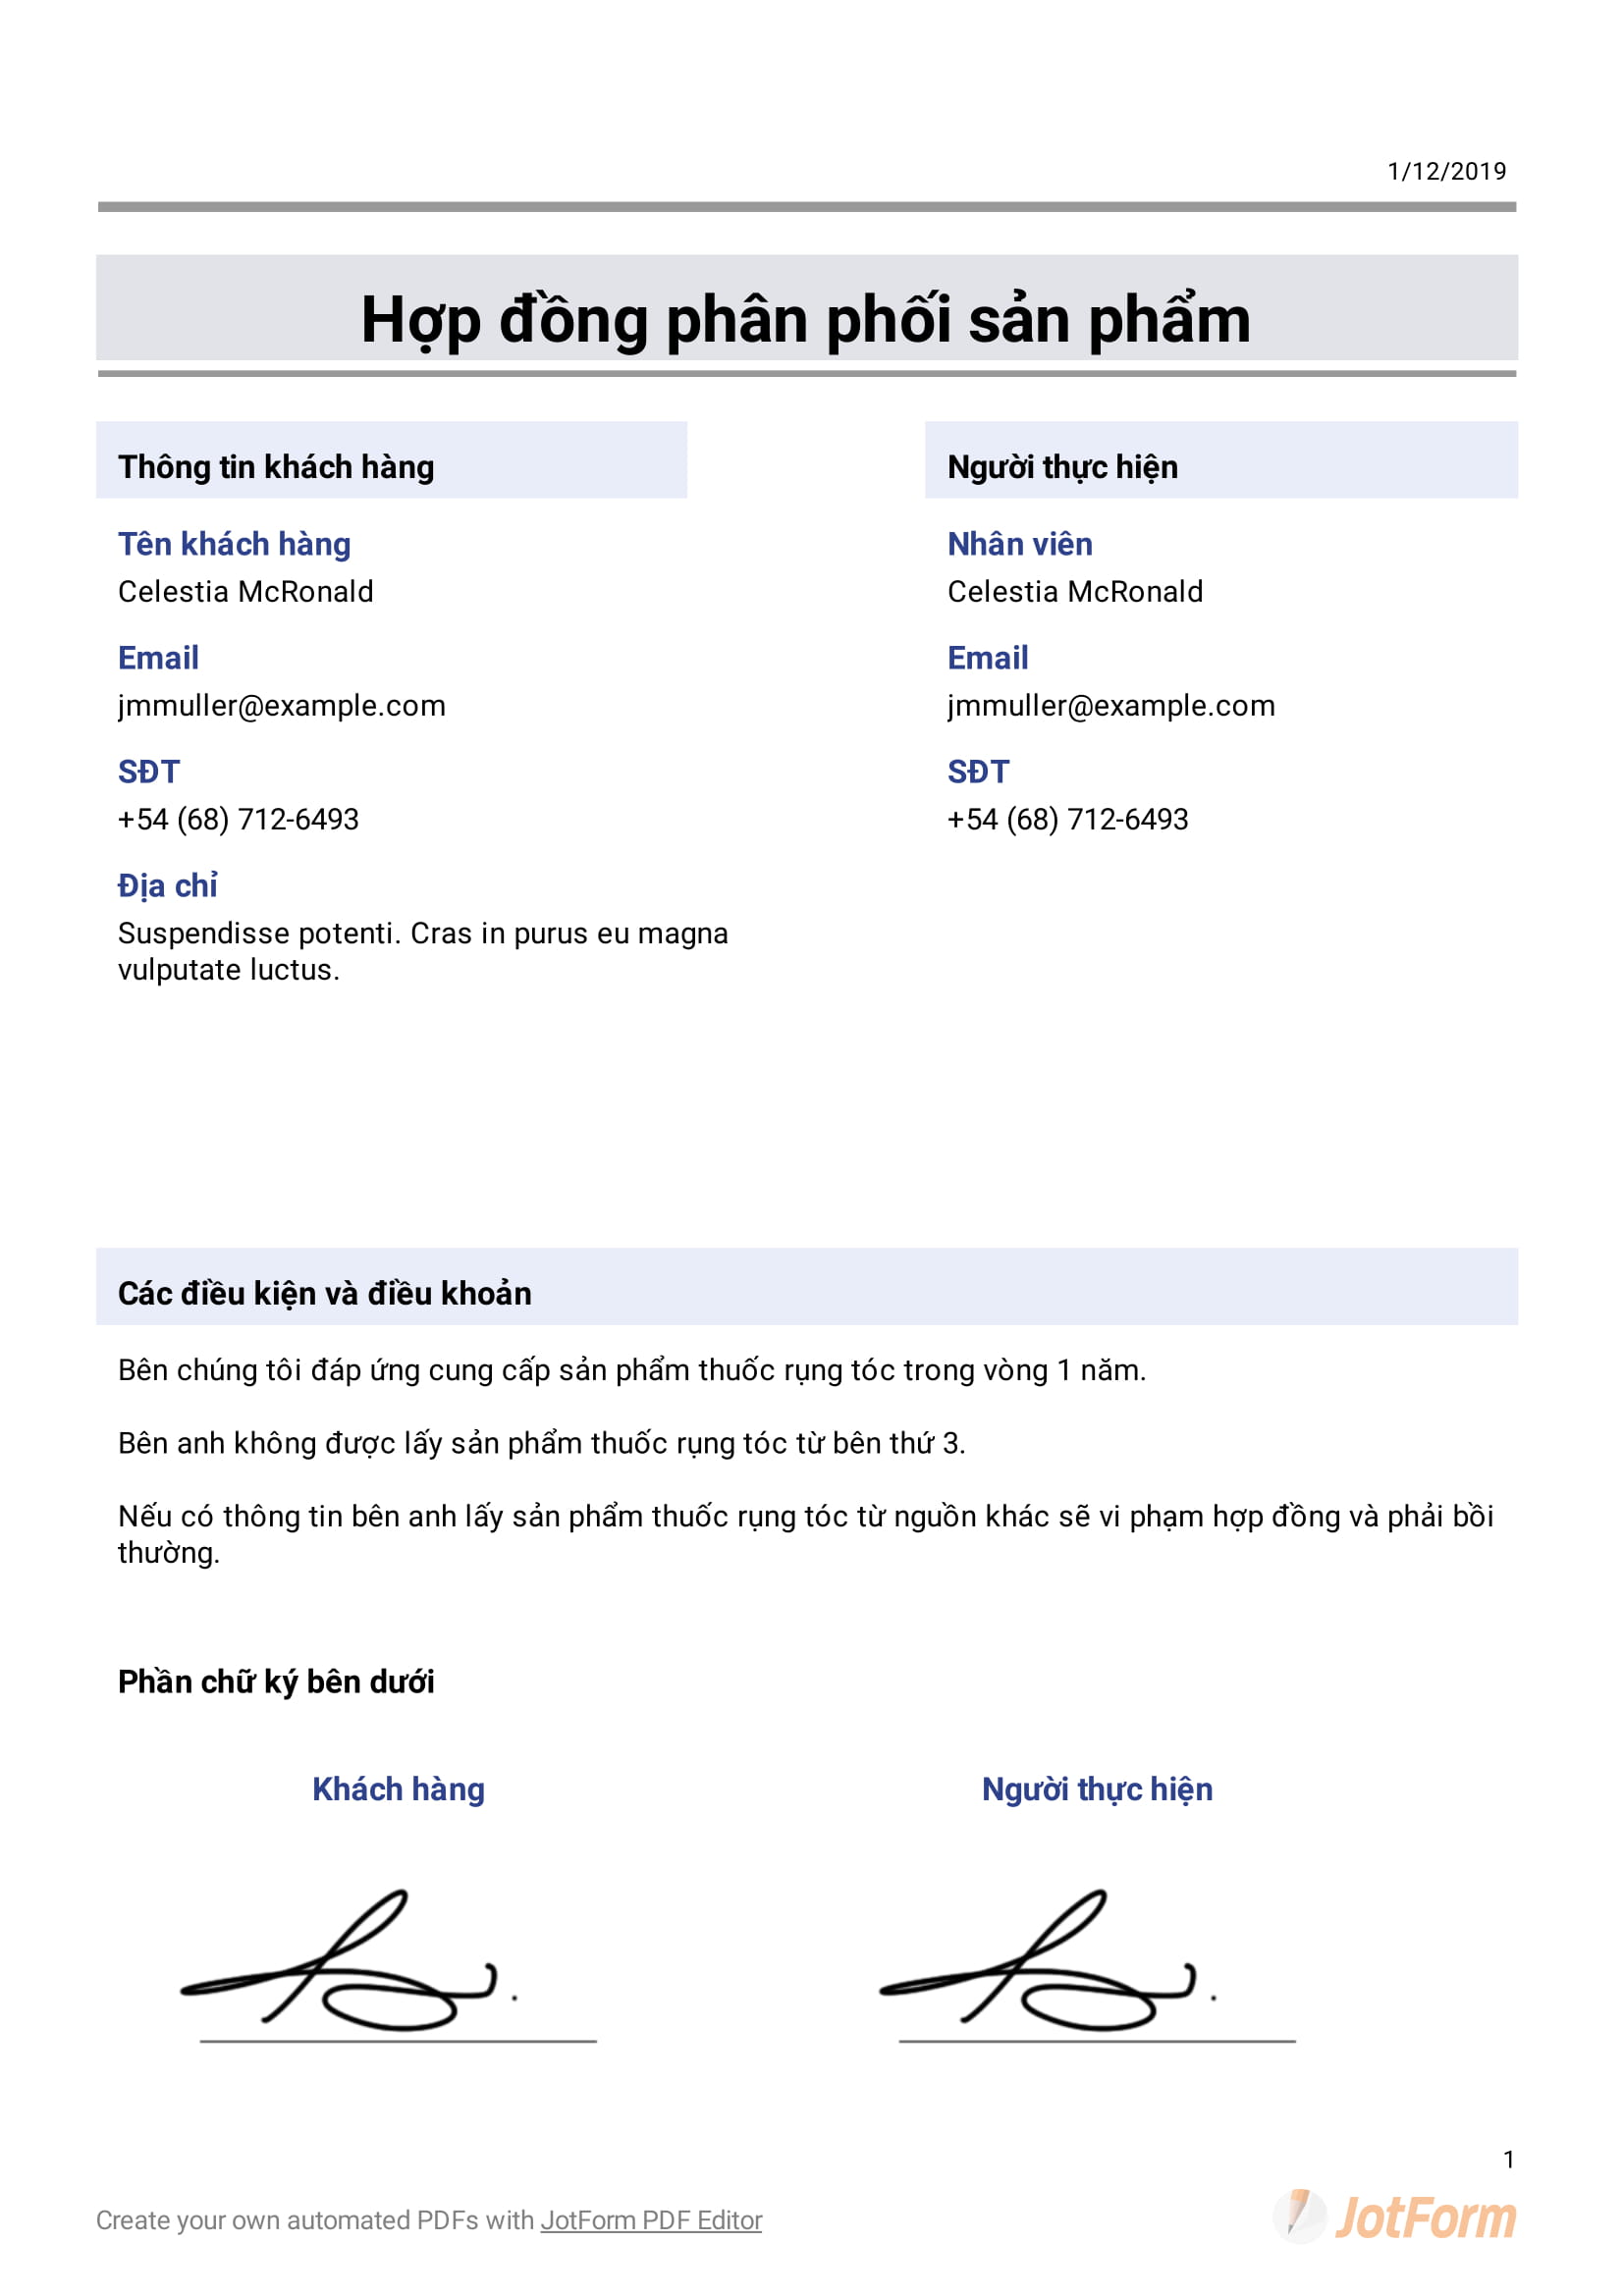 1/12/2019
Hợp đồng phân phối sản phẩm
Thông tin khách hàng
Tên khách hàng
Celestia McRonald
Email
jmmuller@example.com
SĐT
+54 (68) 712-6493
Địa chỉ
Suspendisse potenti. Cras in purus eu magna
vulputate luctus.
Người thực hiện
Nhân viên
Celestia McRonald
Email
jmmuller@example.com
SĐT
+54 (68) 712-6493
Các điều kiện và điều khoản
Bên chúng tôi đáp ứng cung cấp sản phẩm thuốc rụng tóc trong vòng 1 năm.
Bên anh không được lấy sản phẩm thuốc rụng tóc từ bên thứ 3.
Nếu có thông tin bên anh lấy sản phẩm thuốc rụng tóc từ nguồn khác sẽ vi phạm hợp đồng và phải bồi
thường.
Phần chữ ký bên dưới
Khách hàng
Người thực hiện
1
Create your own automated PDFs with JotForm PDF Editor
JotForm